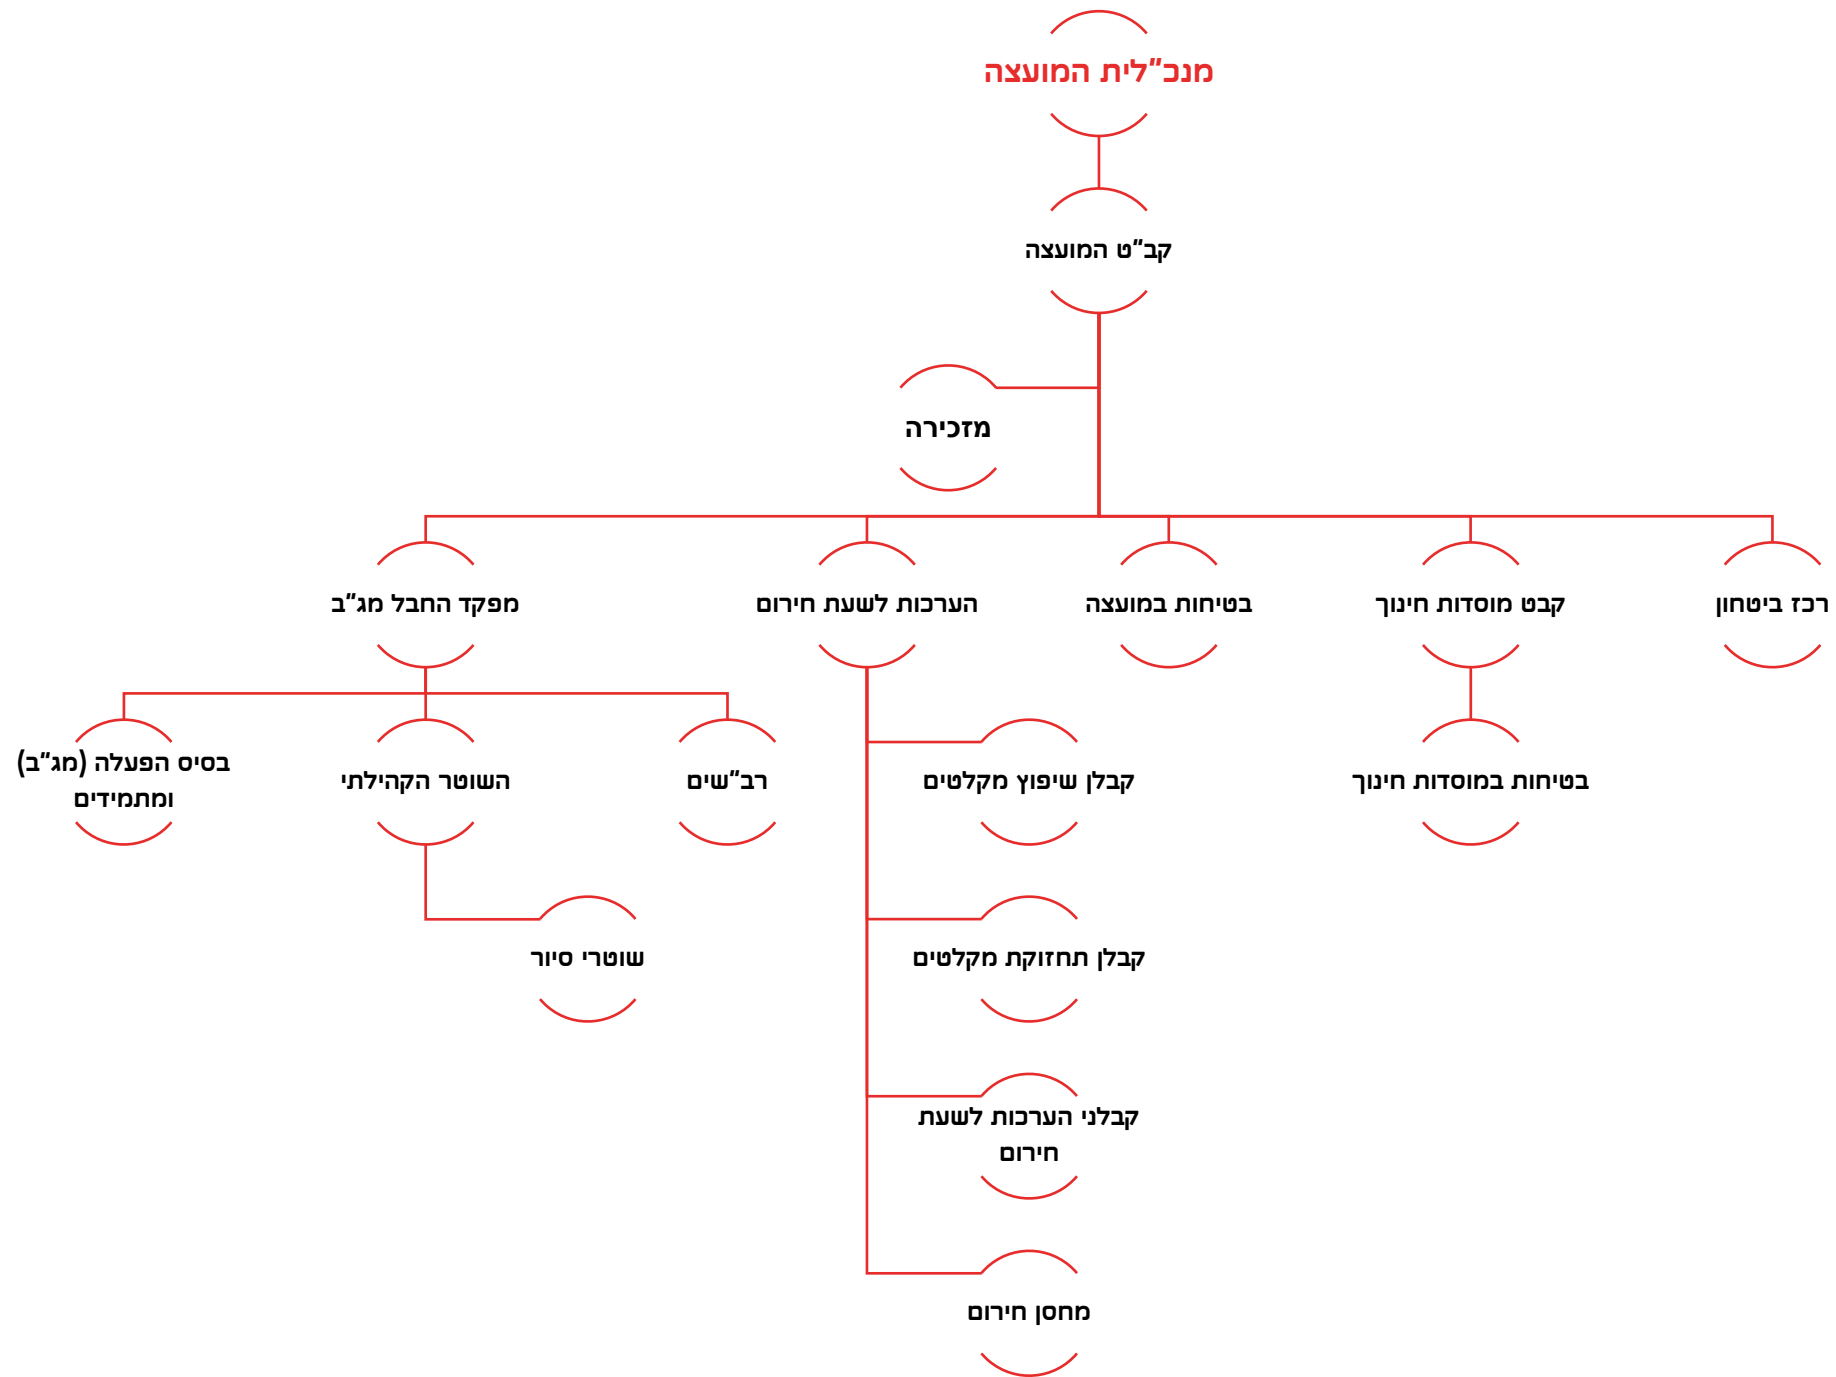 מנכ"לית המועצה
קב"ט המועצה
מזכירה
רכז ביטחון
קבט מוסדות חינוך
בטיחות במועצה
הערכות לשעת חירום
מפקד החבל מג"ב
בטיחות במוסדות חינוך
קבלן שיפוץ מקלטים
רב"שים
השוטר הקהילתי
בסיס הפעלה (מג"ב)
ומתמידים
קבלן תחזוקת מקלטים
שוטרי סיור
קבלני הערכות לשעת
חירום
מחסן חירום